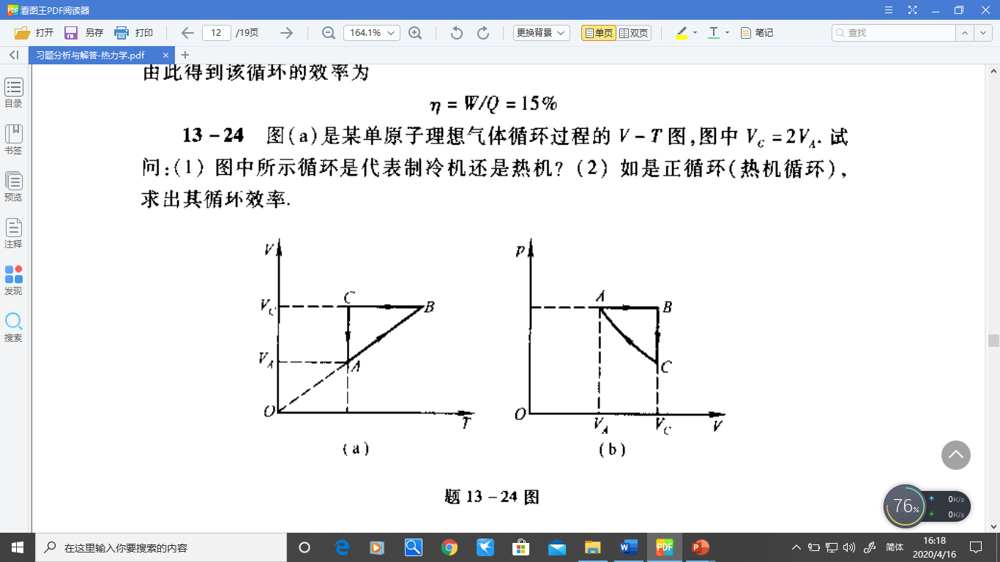 看图王PDF阅读器
打开 另存 打印 12 /19页 164.1% 更换背景 单页 双页 笔记 查找
习题分析与解答-热力学.pdf
目录
书签
预览
注释
发现
搜索
由此得到该循环的效率为
η = W/Q = 15%
13-24 图(a)是某单原子理想气体循环过程的 V-T 图,图中 V_C = 2V_A. 试
问:(1) 图中所示循环是代表制冷机还是热机? (2) 如是正循环(热机循环),
求出其循环效率.
V
V_C C B
V_A A
O T
(a)
p
A B
C
O V_A V_C V
(b)
题 13-24 图
76% 0K/s
0K/s
在这里输入你要搜索的内容
简体
16:18
2020/4/16